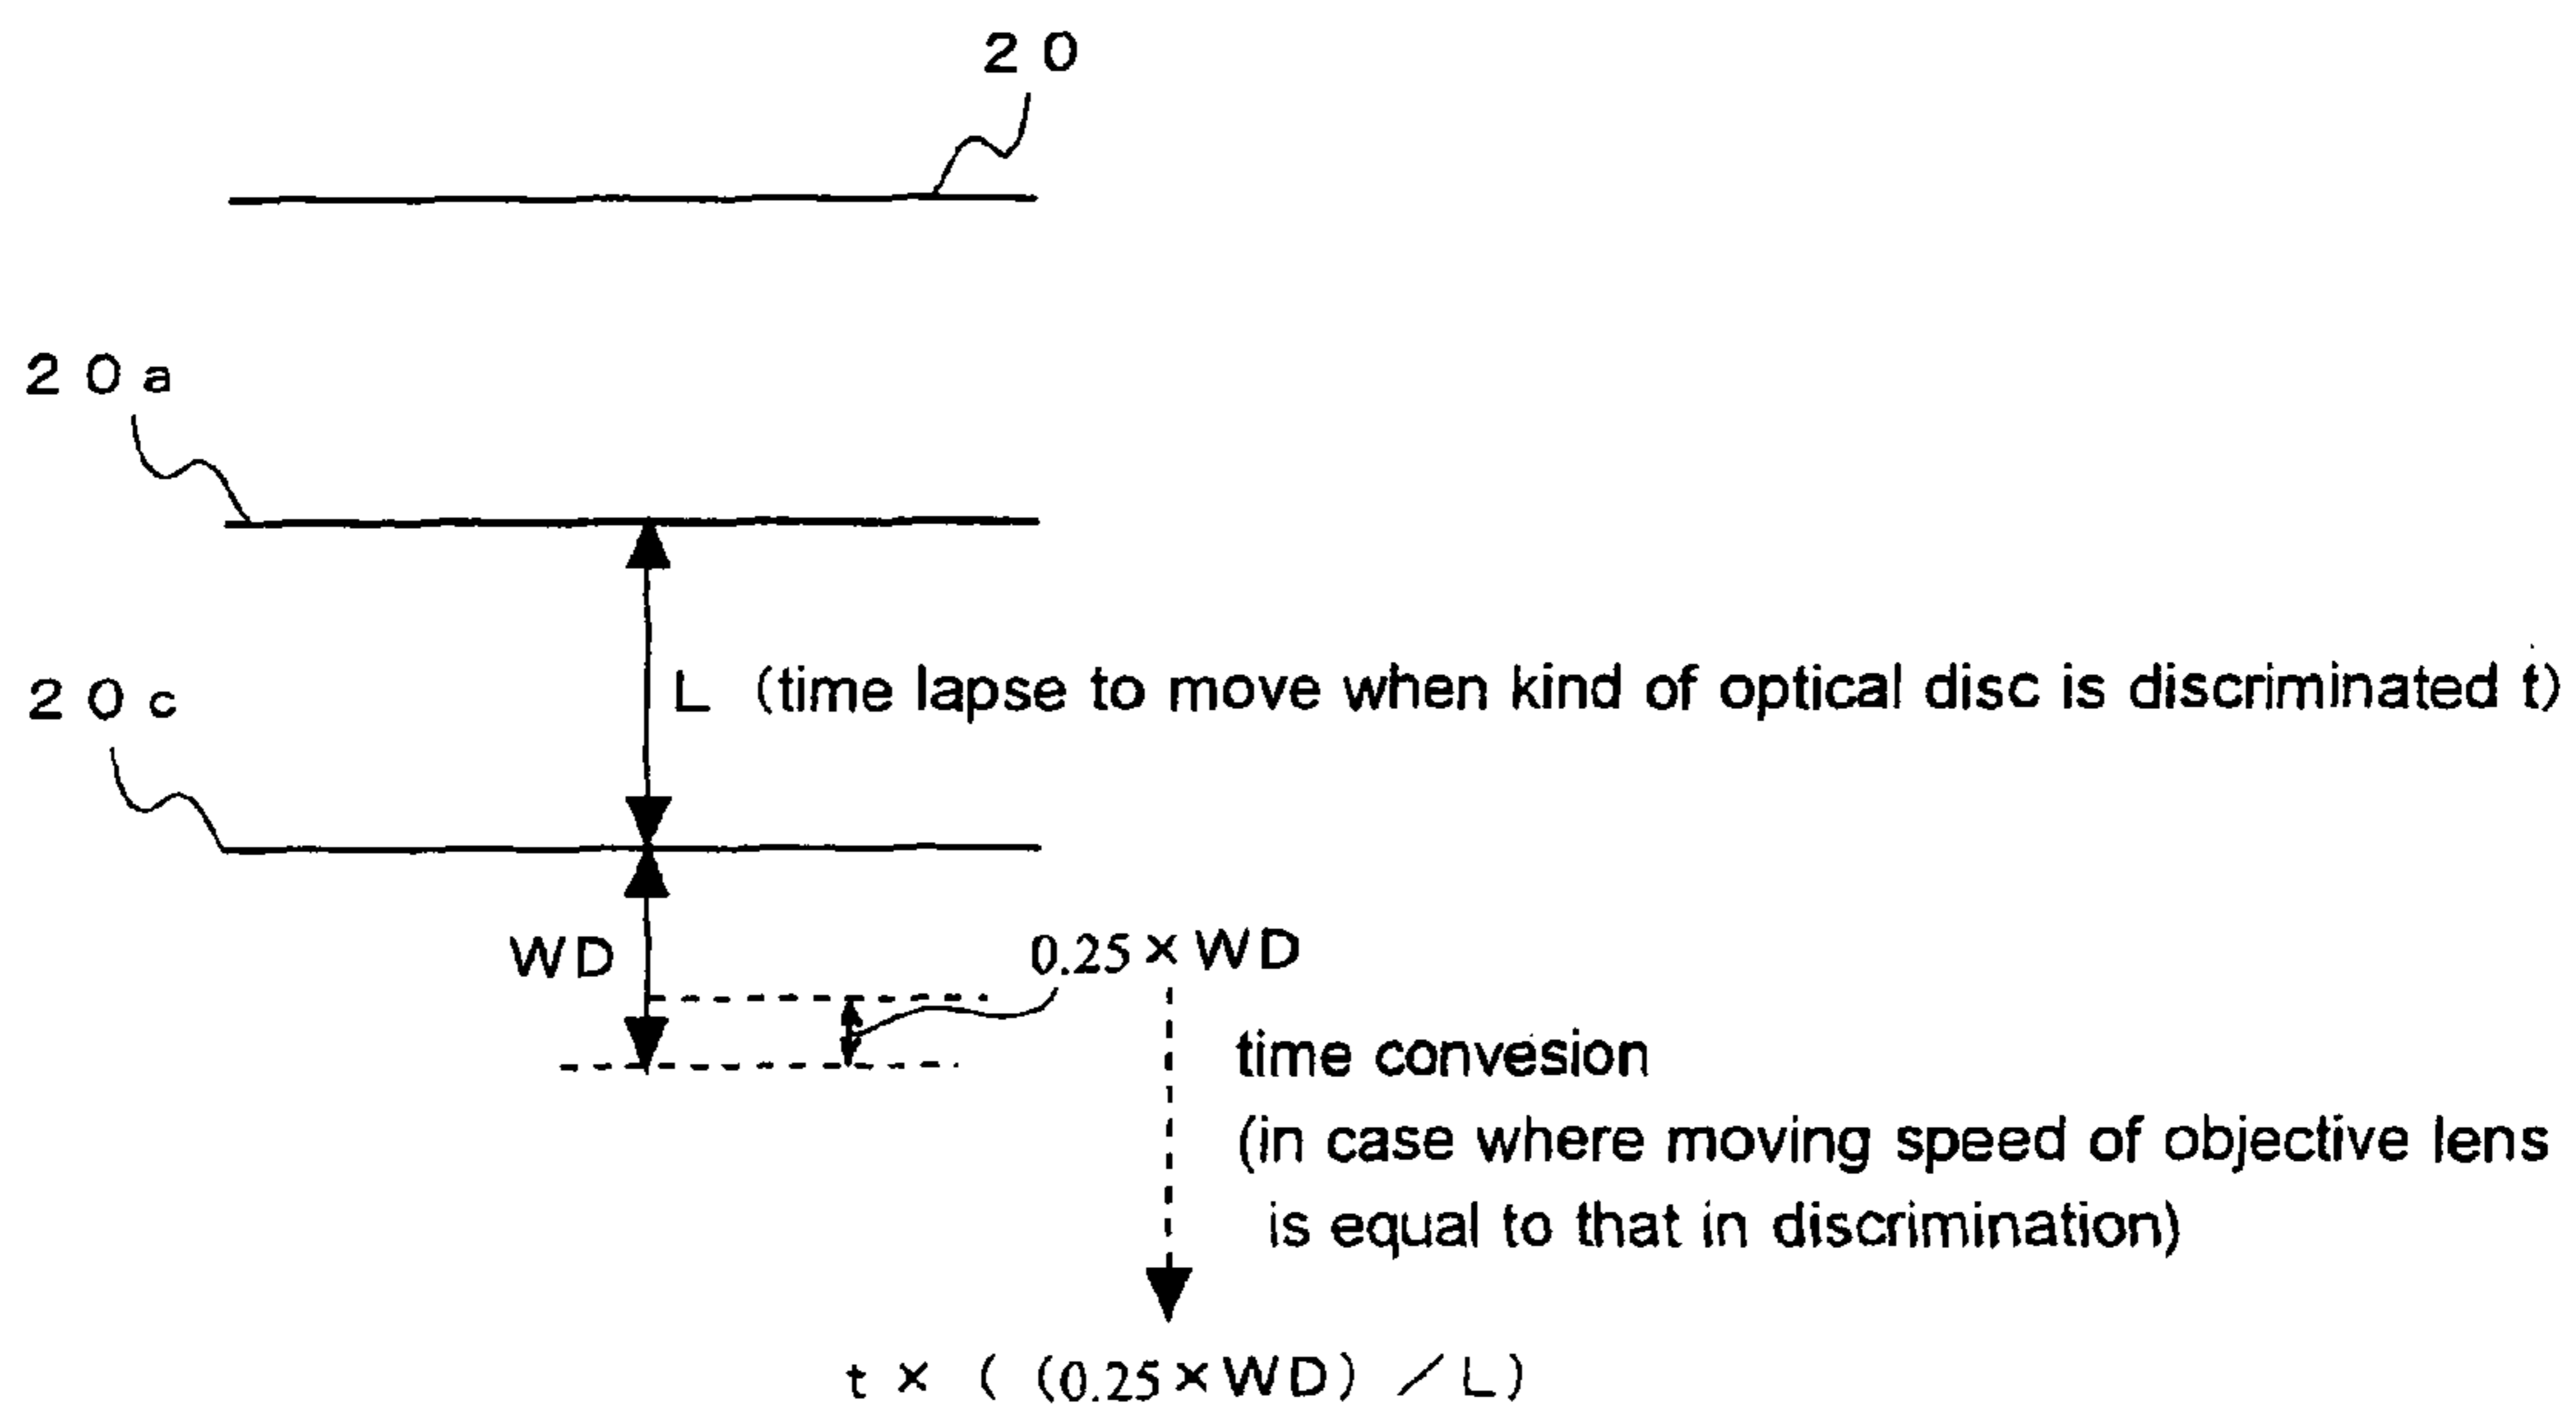 20
20a
L (time lapse to move when kind of optical disc is discriminated t)
20c
WD
0.25×WD
time convesion
(in case where moving speed of objective lens
is equal to that in discrimination)
t×((0.25×WD)/L)